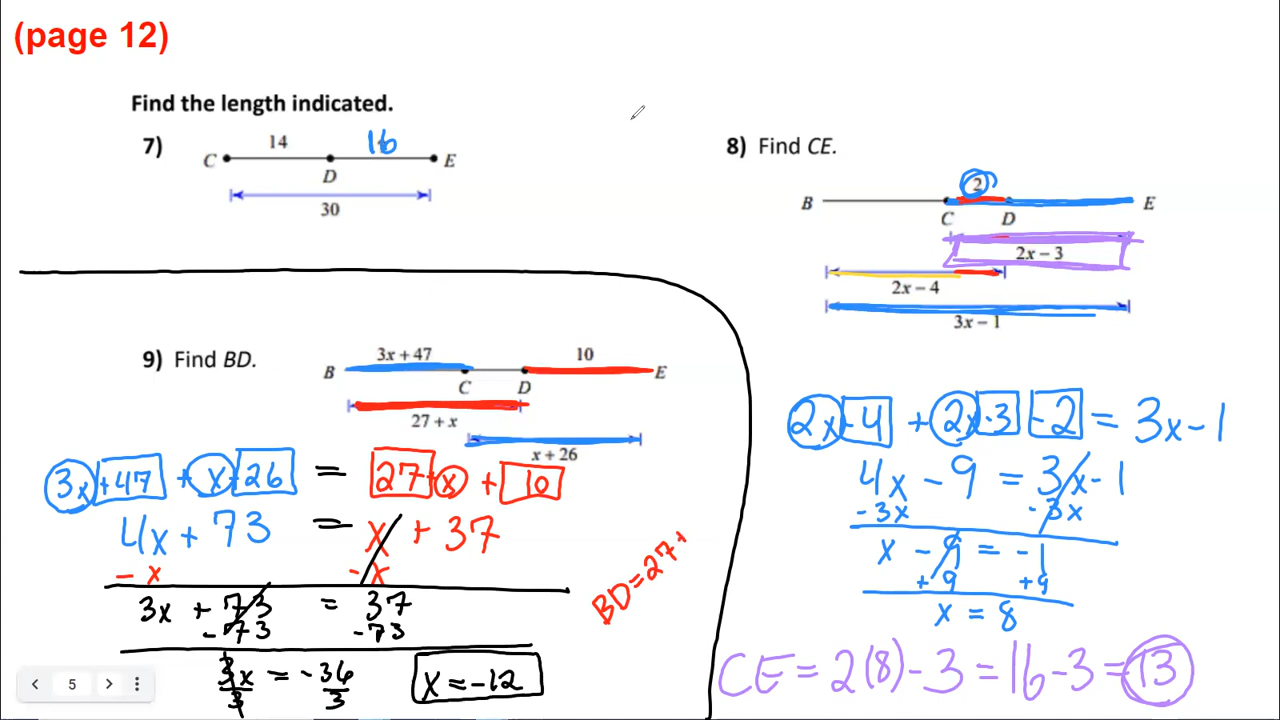 (page 12)
Find the length indicated.
7)
14
16
C
D
E
30
8) Find CE.
2
B
C
D
E
2x – 3
2x – 4
3x – 1
2x - 4 + 2x - 3 - 2 = 3x - 1
4x - 9 = 3x - 1
- 3x - 3x
x - 9 = - 1
+ 9 + 9
x = 8
CE = 2(8) - 3 = 16 - 3 = 13
9) Find BD.
3x + 47
10
B
C
D
E
27 + x
x + 26
3x + 47 + x + 26 = 27 + x + 10
4x + 73 = x + 37
- x - x
3x + 73 = 37
- 73 - 73
3x = - 36
3 3
x = - 12
BD = 27 +
5